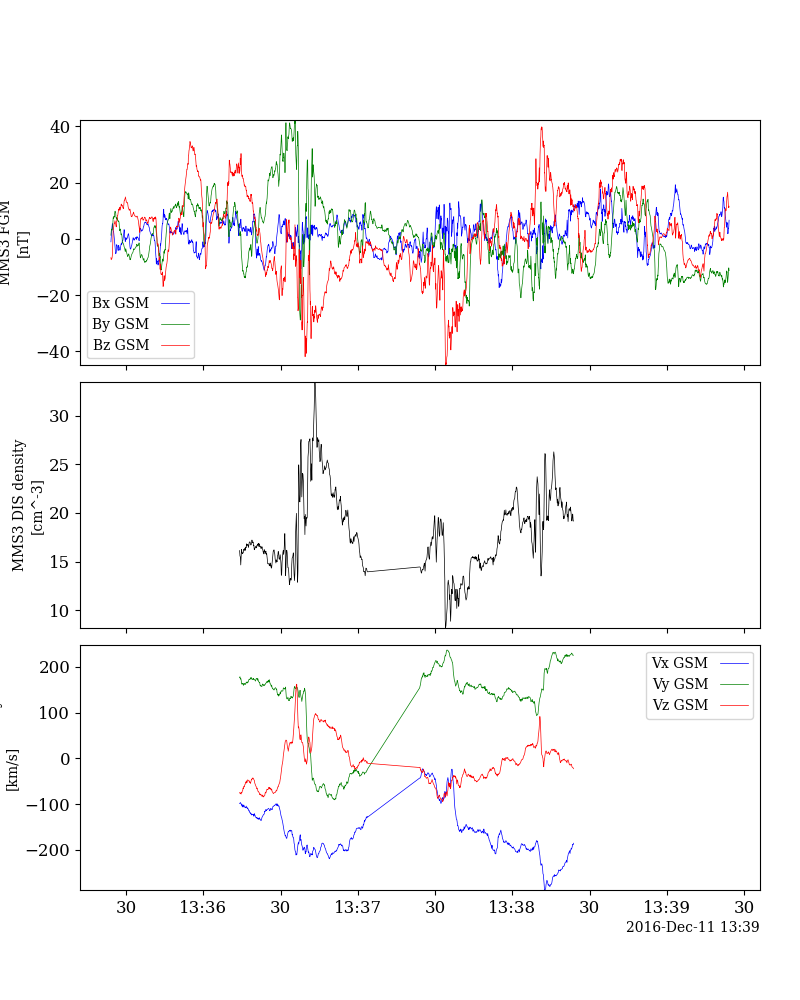 40
20
0
−20
−40
MMS3 FGM
[nT]
Bx GSM
By GSM
Bz GSM
30
25
20
15
10
MMS3 DIS density
[cm^-3]
200
100
0
−100
−200
[km/s]
Vx GSM
Vy GSM
Vz GSM
30 13:36 30 13:37 30 13:38 30 13:39 30
2016-Dec-11 13:39